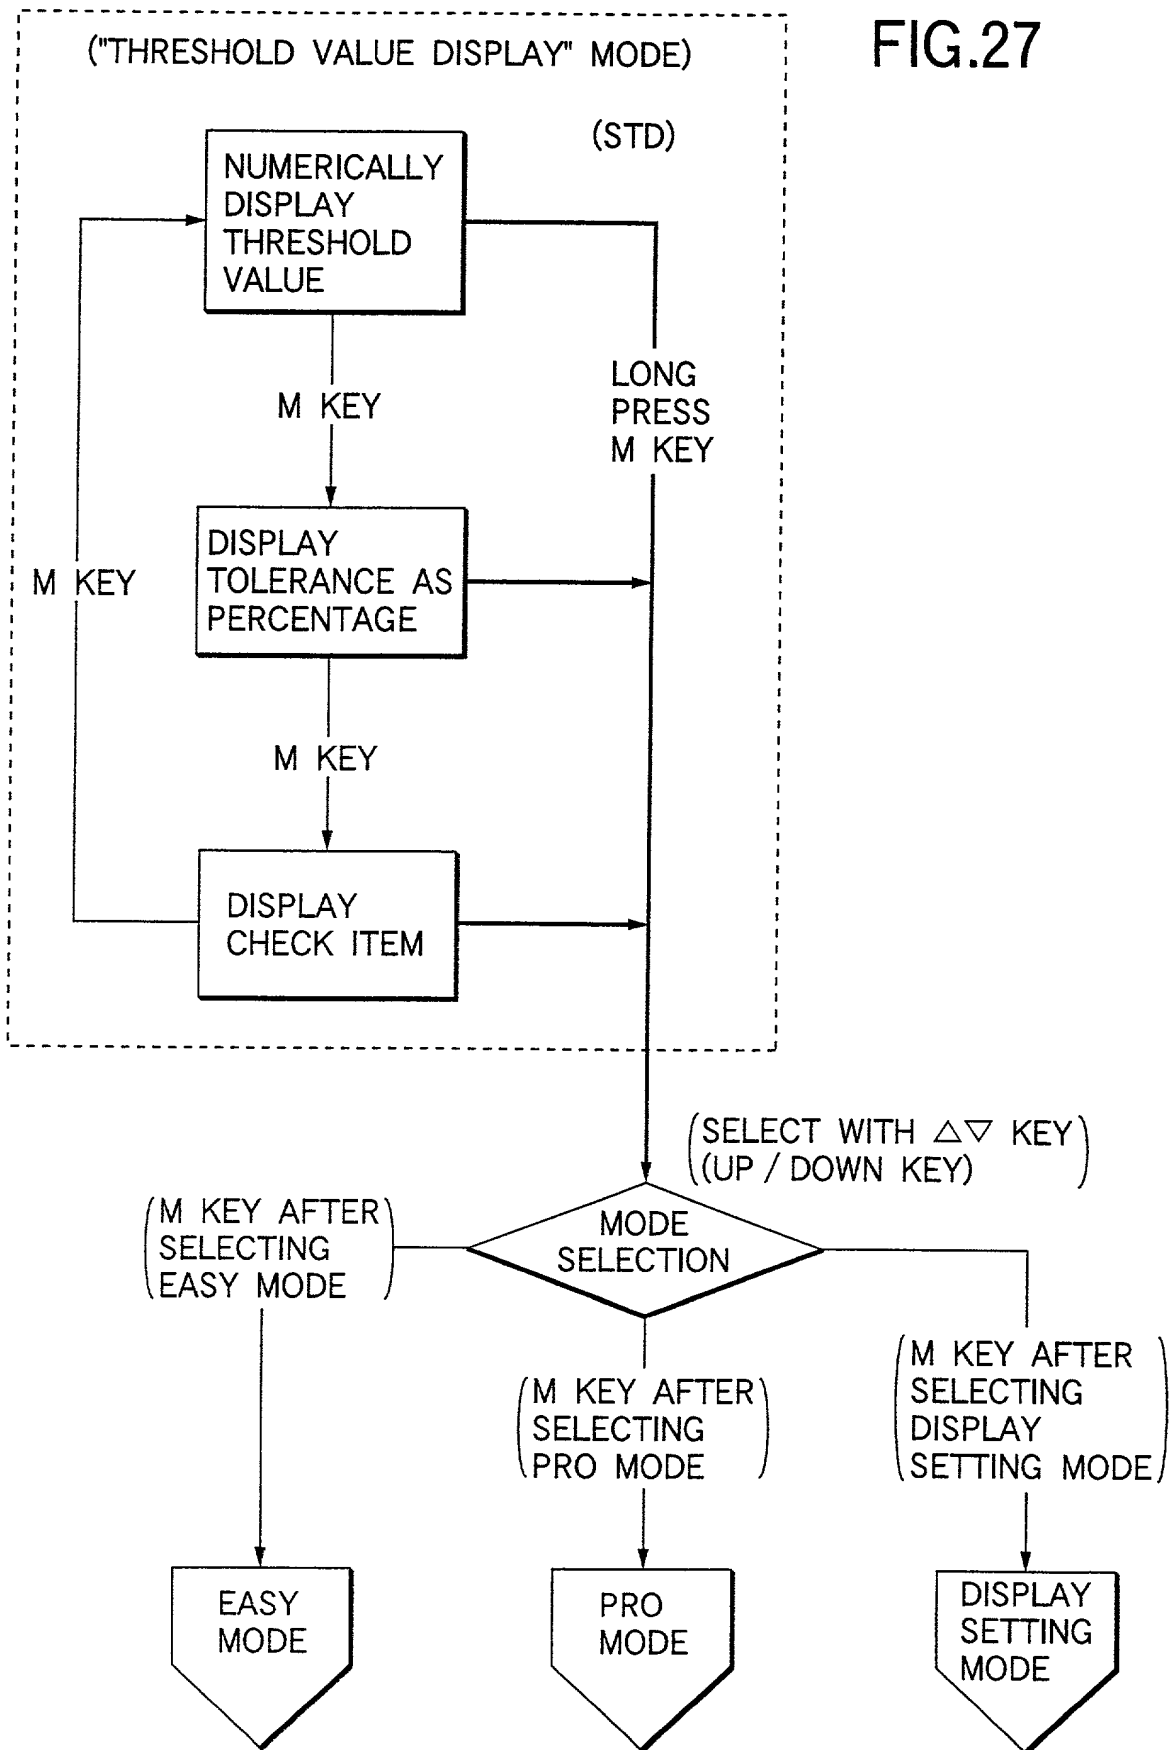 FIG.27
("THRESHOLD VALUE DISPLAY" MODE)
(STD)
NUMERICALLY
DISPLAY
THRESHOLD
VALUE
LONG
PRESS
M KEY
M KEY
DISPLAY
TOLERANCE AS
PERCENTAGE
M KEY
M KEY
DISPLAY
CHECK ITEM
(SELECT WITH △▽ KEY
(UP / DOWN KEY))
MODE
SELECTION
(M KEY AFTER
SELECTING
EASY MODE)
(M KEY AFTER
SELECTING
PRO MODE)
(M KEY AFTER
SELECTING
DISPLAY
SETTING MODE)
EASY
MODE
PRO
MODE
DISPLAY
SETTING
MODE